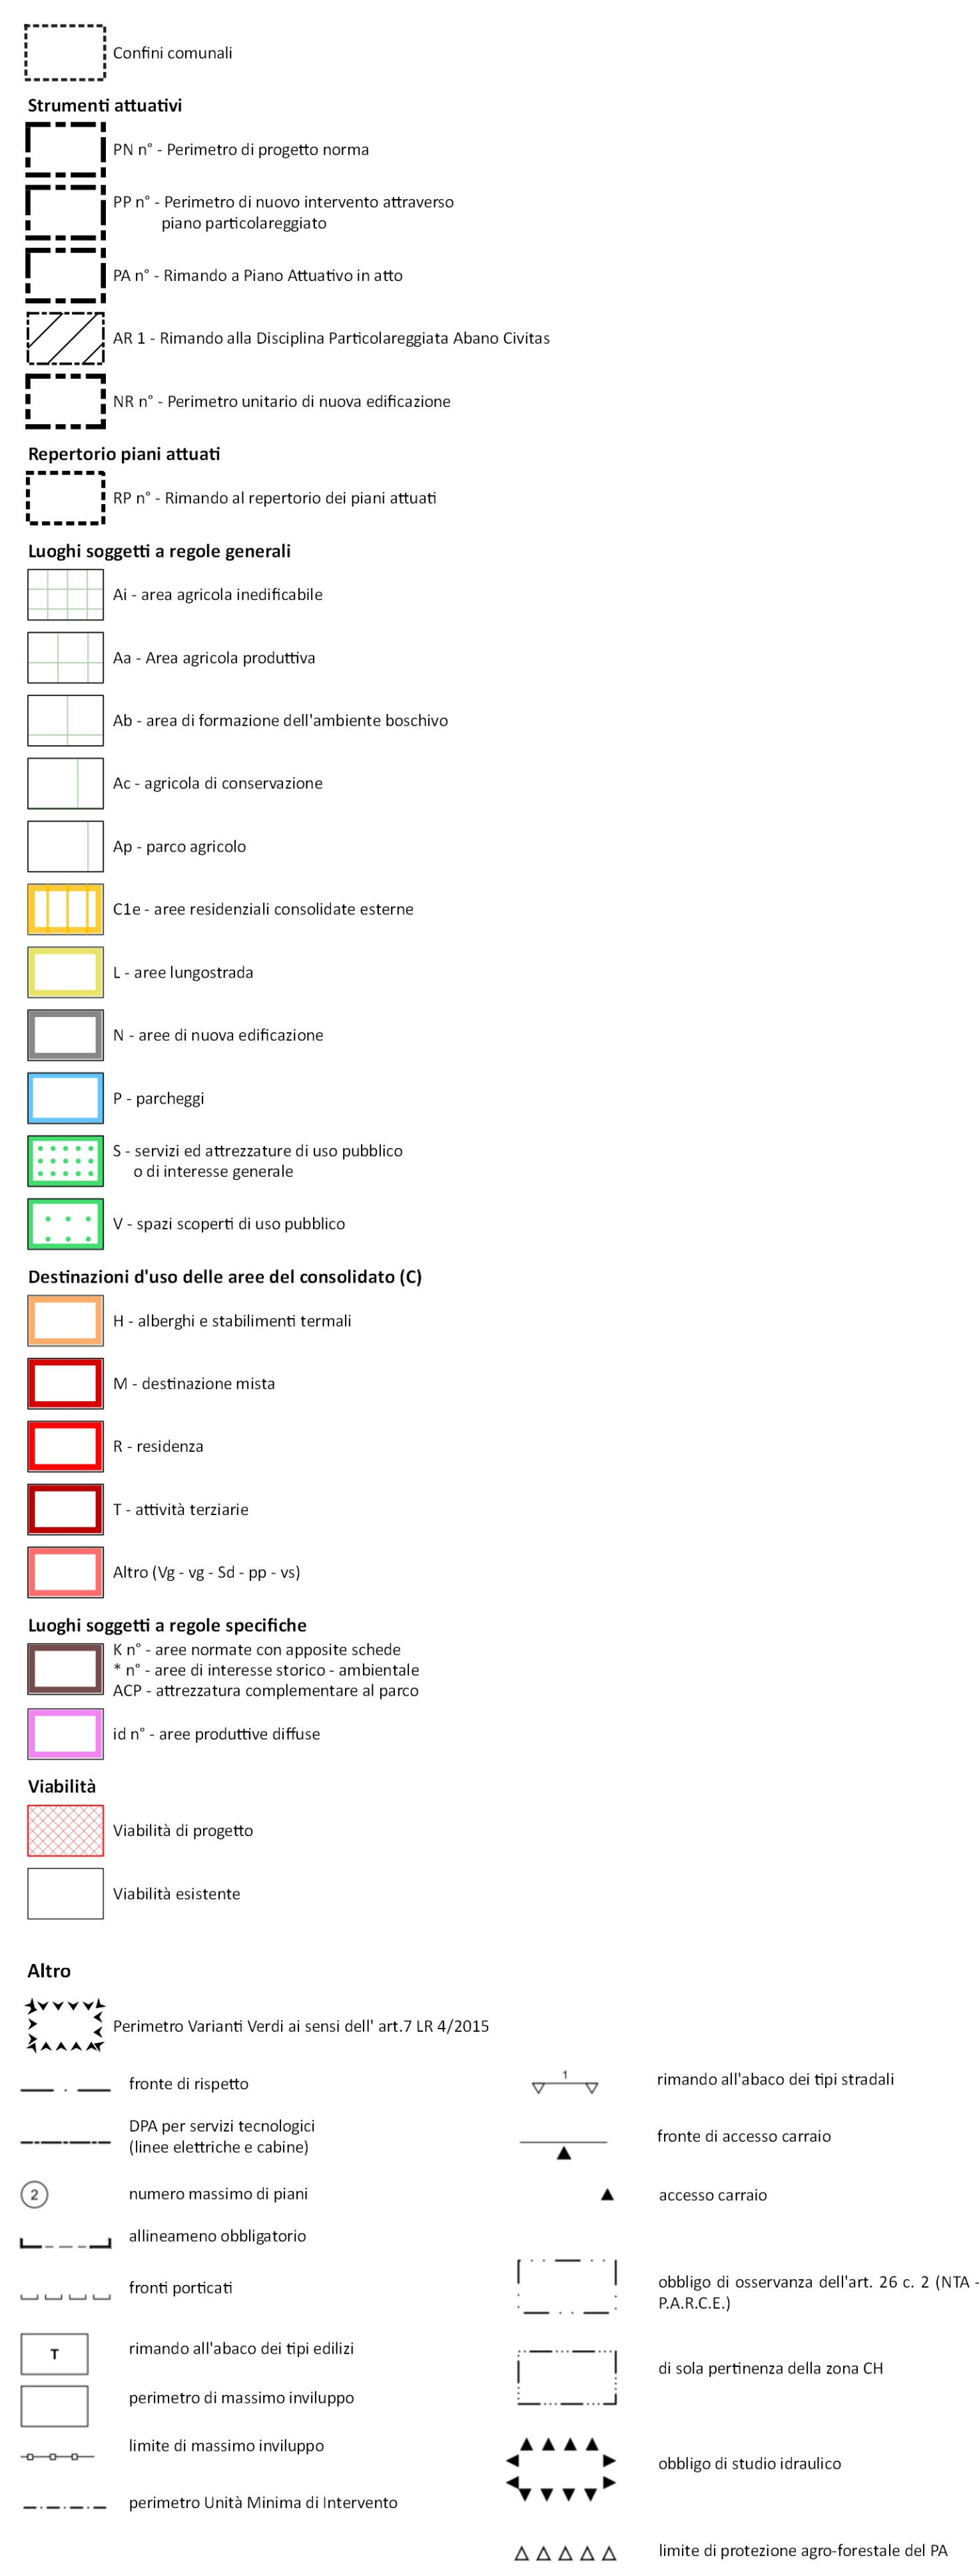 Confini comunali
Strumenti attuativi
PN n° - Perimetro di progetto norma
PP n° - Perimetro di nuovo intervento attraverso
piano particolareggiato
PA n° - Rimando a Piano Attuativo in atto
AR 1 - Rimando alla Disciplina Particolareggiata Abano Civitas
NR n° - Perimetro unitario di nuova edificazione
Repertorio piani attuati
RP n° - Rimando al repertorio dei piani attuati
Luoghi soggetti a regole generali
Ai - area agricola inedificabile
Aa - Area agricola produttiva
Ab - area di formazione dell'ambiente boschivo
Ac - agricola di conservazione
Ap - parco agricolo
C1e - aree residenziali consolidate esterne
L - aree lungostrada
N - aree di nuova edificazione
P - parcheggi
S - servizi ed attrezzature di uso pubblico
o di interesse generale
V - spazi scoperti di uso pubblico
Destinazioni d'uso delle aree del consolidato (C)
H - alberghi e stabilimenti termali
M - destinazione mista
R - residenza
T - attività terziarie
Altro (Vg - vg - Sd - pp - vs)
Luoghi soggetti a regole specifiche
K n° - aree normate con apposite schede
* n° - aree di interesse storico - ambientale
ACP - attrezzatura complementare al parco
id n° - aree produttive diffuse
Viabilità
Viabilità di progetto
Viabilità esistente
Altro
Perimetro Varianti Verdi ai sensi dell' art.7 LR 4/2015
fronte di rispetto
DPA per servizi tecnologici
(linee elettriche e cabine)
2
numero massimo di piani
allineameno obbligatorio
fronti porticati
T
rimando all'abaco dei tipi edilizi
perimetro di massimo inviluppo
limite di massimo inviluppo
perimetro Unità Minima di Intervento
1
rimando all'abaco dei tipi stradali
fronte di accesso carraio
accesso carraio
obbligo di osservanza dell'art. 26 c. 2 (NTA -
P.A.R.C.E.)
di sola pertinenza della zona CH
obbligo di studio idraulico
limite di protezione agro-forestale del PA